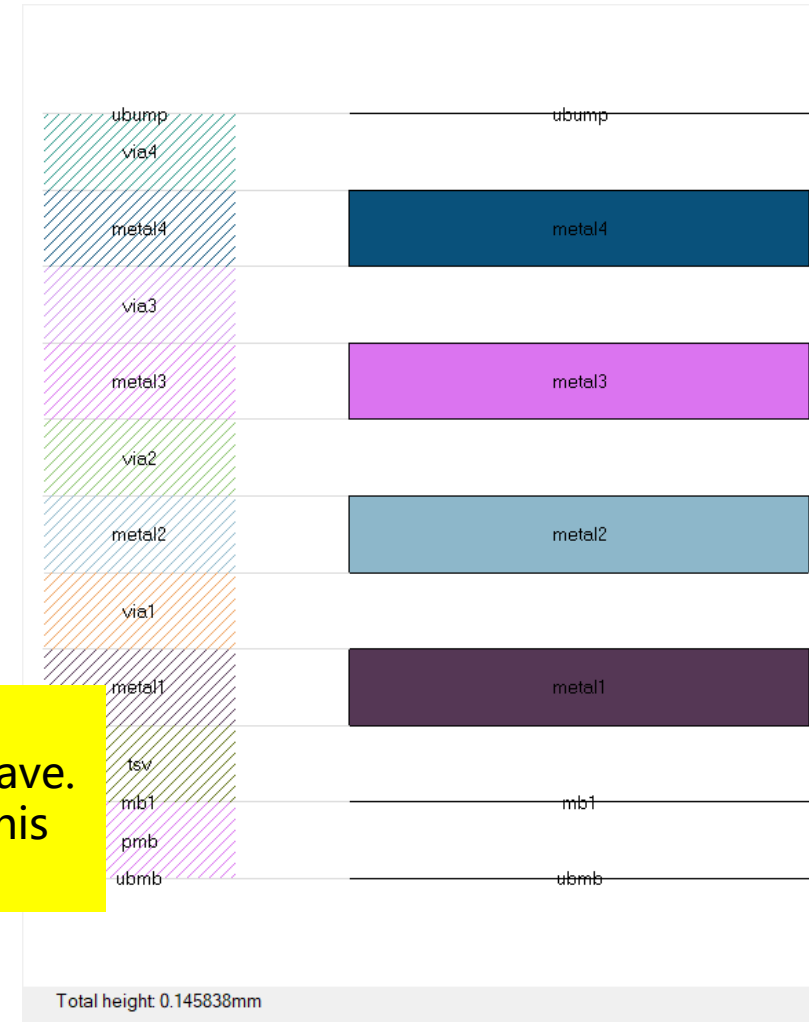 ubump ubump
via4
metal4 metal4
via3
metal3 metal3
via2
metal2 metal2
via1
metal1 metal1
tsv
mb1 mb1
pmb
ubmb ubmb
Total height: 0.145838mm